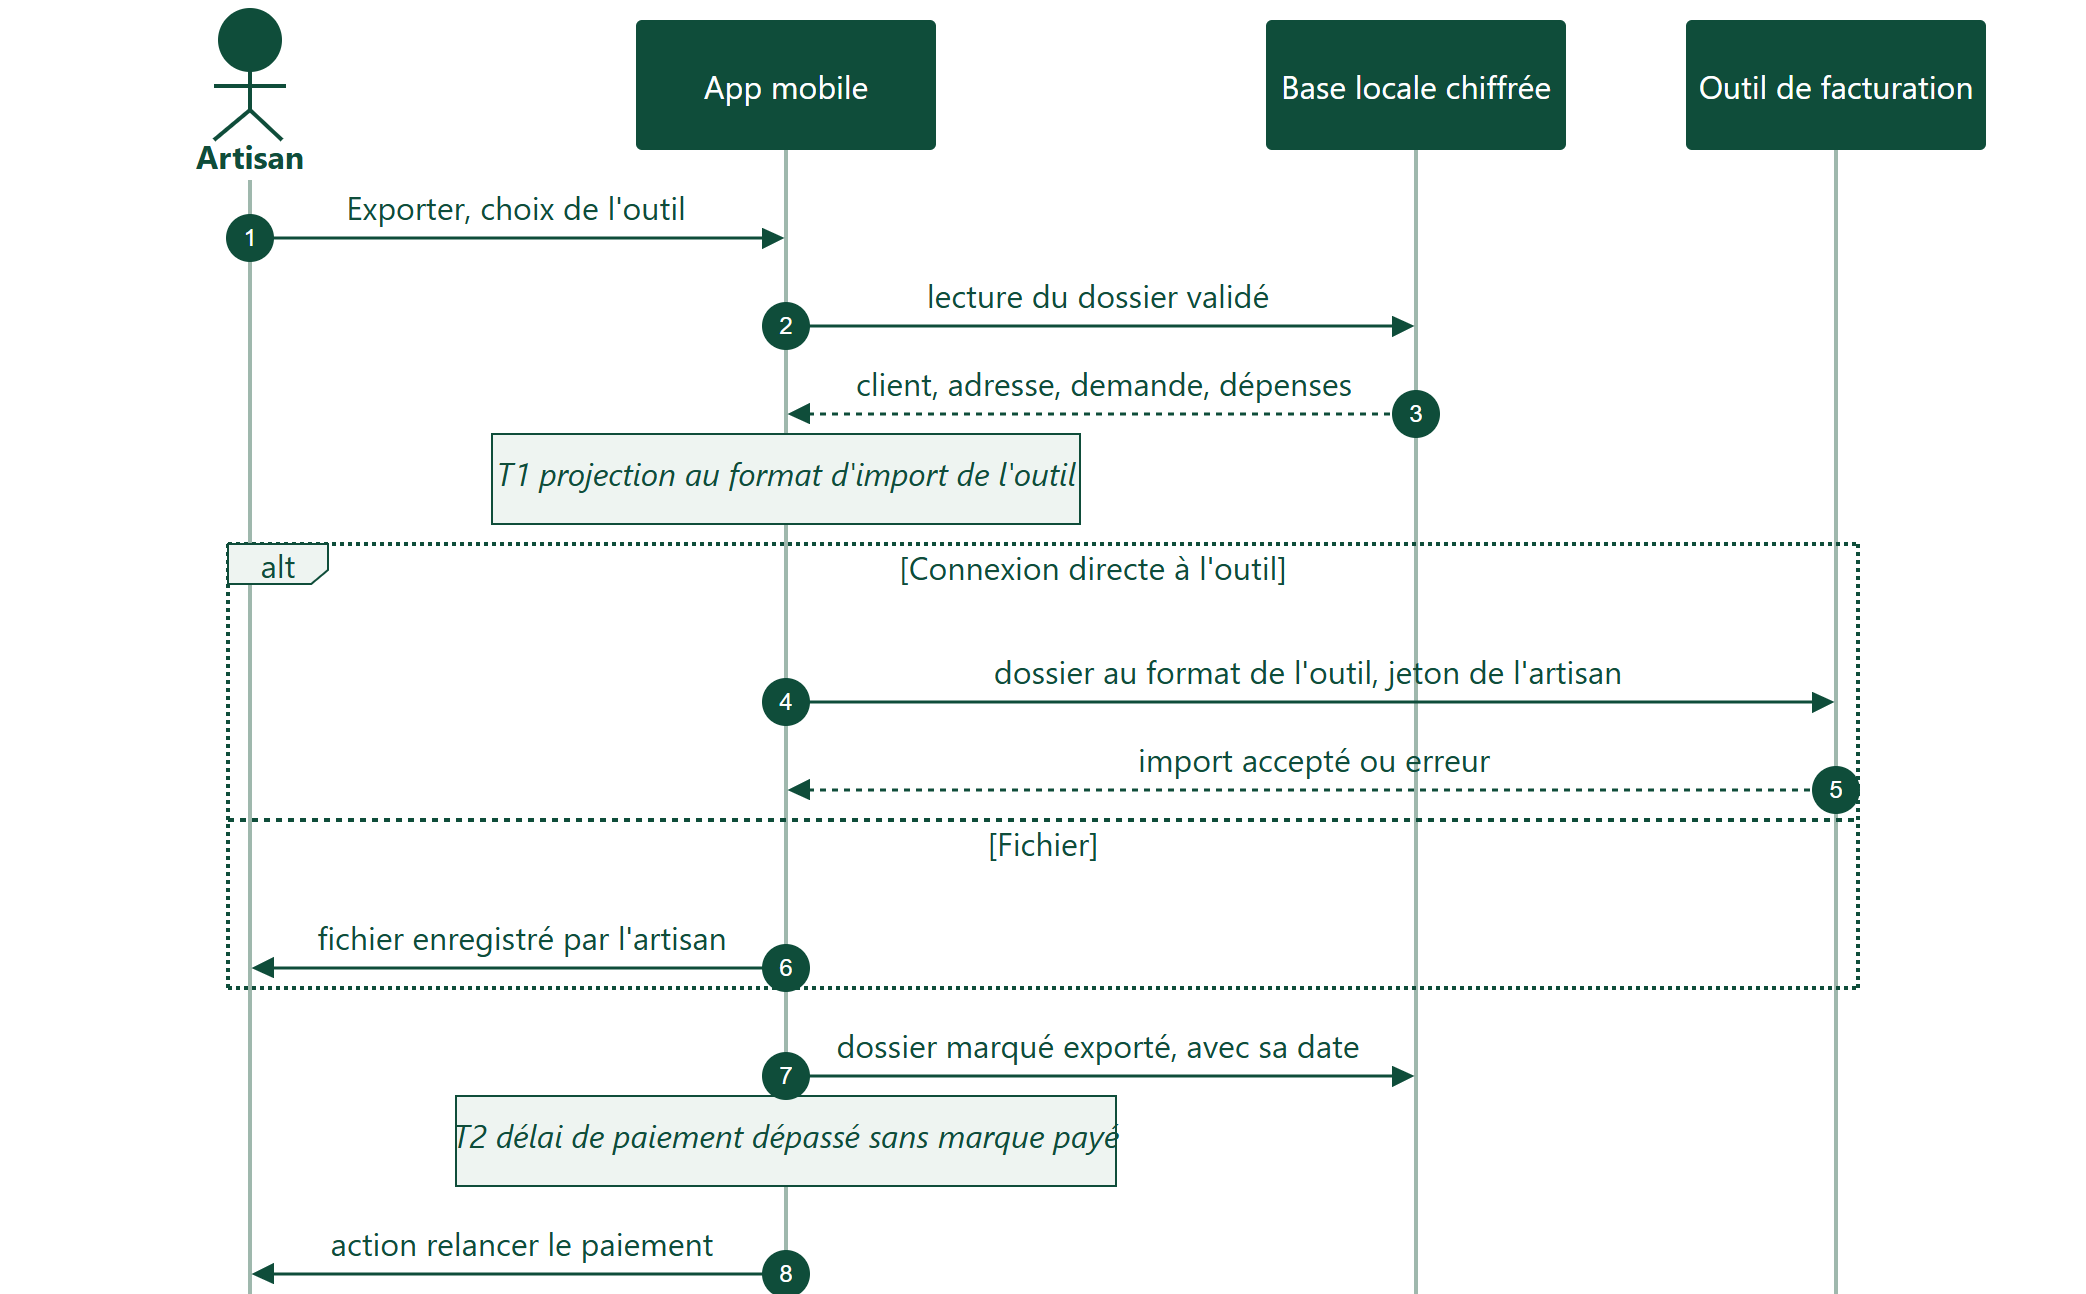 Artisan
App mobile
Base locale chiffrée
Outil de facturation
Exporter, choix de l'outil
1
lecture du dossier validé
2
client, adresse, demande, dépenses
3
T1 projection au format d'import de l'outil
alt
[Connexion directe à l'outil]
dossier au format de l'outil, jeton de l'artisan
4
import accepté ou erreur
5
[Fichier]
fichier enregistré par l'artisan
6
dossier marqué exporté, avec sa date
7
T2 délai de paiement dépassé sans marque payé
action relancer le paiement
8